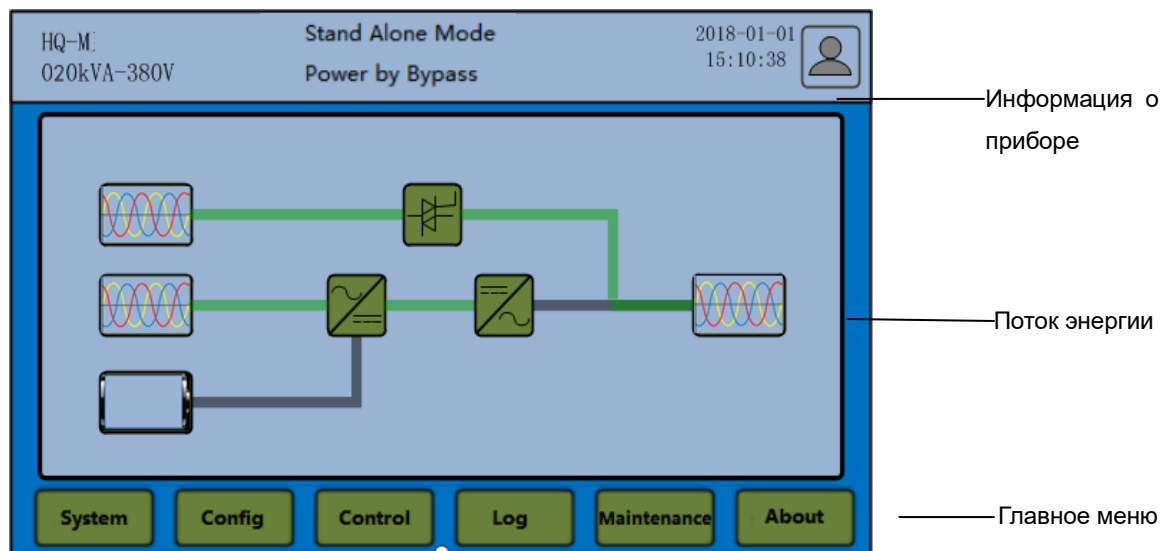 HQ-M
020kVA-380V
Stand Alone Mode
Power by Bypass
2018-01-01
15:10:38
Информация о
приборе
Поток энергии
System
Config
Control
Log
Maintenance
About
Главное меню